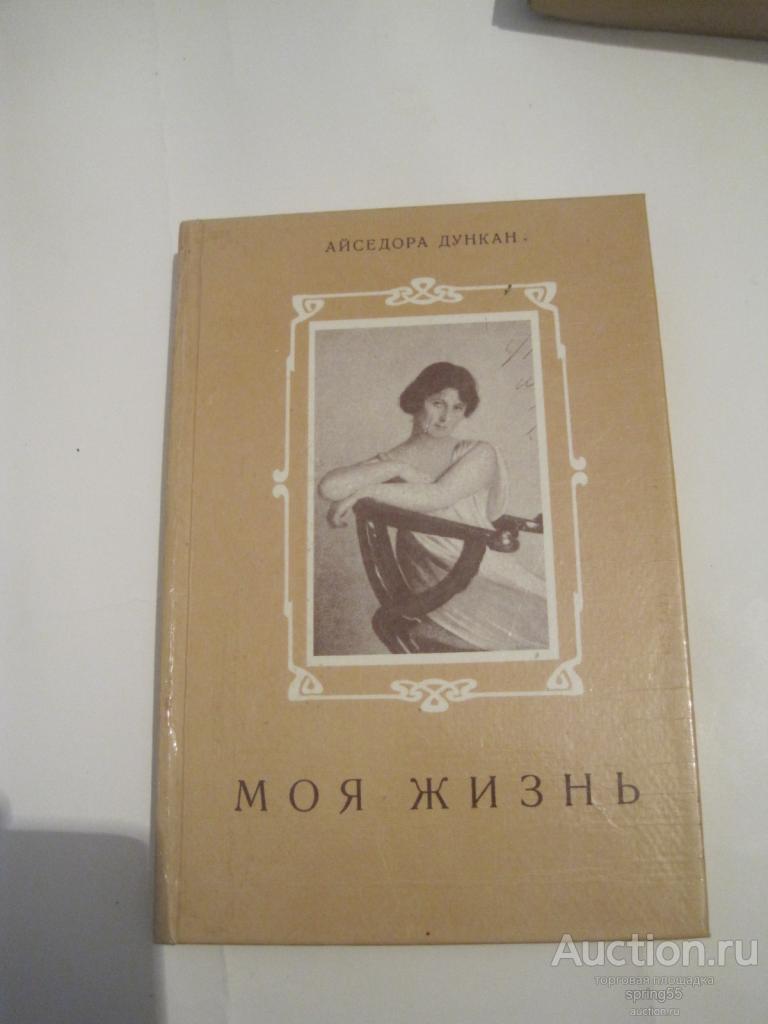 АЙСЕДОРА ДУНКАН
МОЯ ЖИЗНЬ
Auction.ru
торговая площадка
spring55
auction.ru